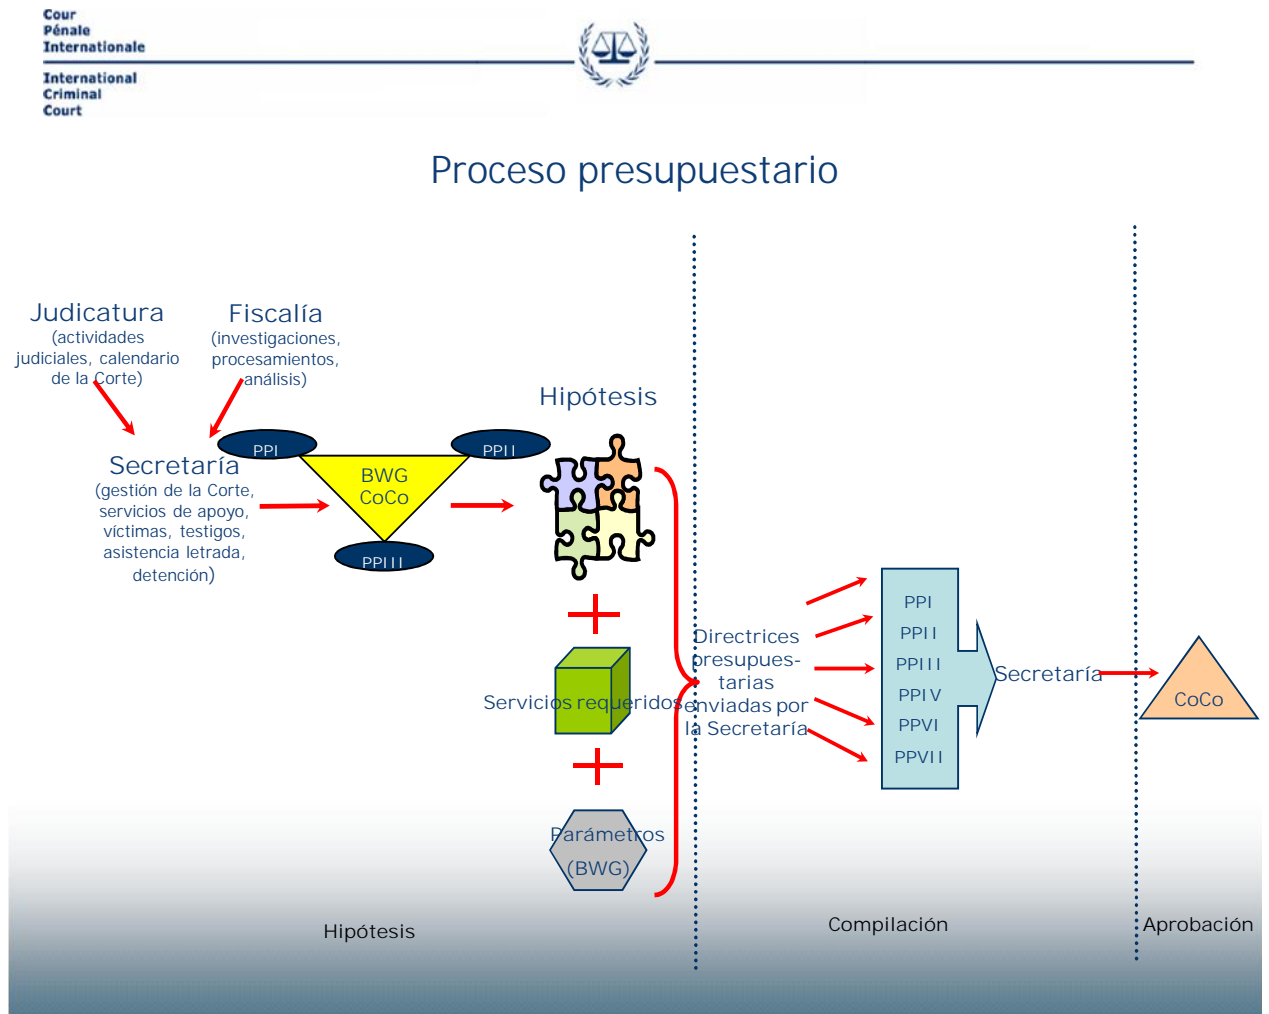 Cour
Pénale
Internationale
International
Criminal
Court
Proceso presupuestario
Judicatura
(actividades
judiciales, calendario
de la Corte)
Fiscalía
(investigaciones,
procesamientos,
análisis)
Secretaría
(gestión de la Corte,
servicios de apoyo,
víctimas, testigos,
asistencia letrada,
detención)
PPI
PPII
BWG
CoCo
PPIII
Hipótesis
Servicios requeridos
Parámetros
(BWG)
Directrices
presupues-
tarias
enviadas por
la Secretaría
PPI
PPII
PPIII
PPIV
PPVI
PPVII
Secretaría
CoCo
Hipótesis
Compilación
Aprobación